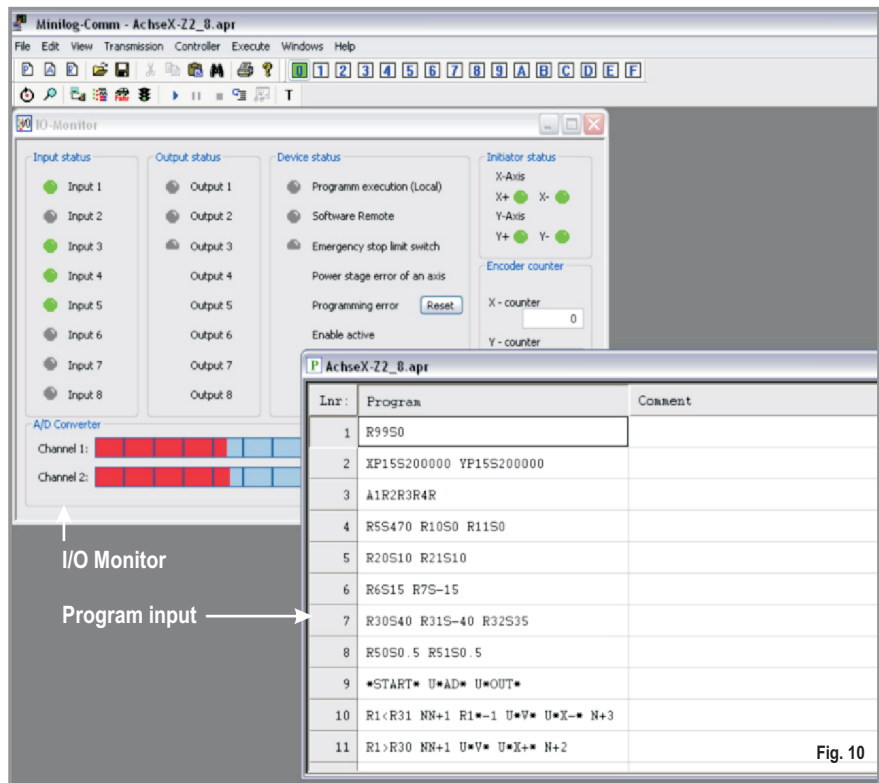 Minilog-Comm - AchseX-Z2_8.apr
File Edit View Transmission Controller Execute Windows Help
P A D 0 1 2 3 4 5 6 7 8 9 A B C D E F
T
IO-Monitor
Input status
Input 1
Input 2
Input 3
Input 4
Input 5
Input 6
Input 7
Input 8
Output status
Output 1
Output 2
Output 3
Output 4
Output 5
Output 6
Output 7
Output 8
Device status
Programm execution (Local)
Software Remote
Emergency stop limit switch
Power stage error of an axis
Programming error Reset
Enable active
Initiator status
X-Axis
X+ X-
Y-Axis
Y+ Y-
Encoder counter
X - counter
0
Y - counter
A/D Converter
Channel 1:
Channel 2:
I/O Monitor
Program input
P AchseX-Z2_8.apr
Lnr: Program Comment
1 R99S0
2 XP15S200000 YP15S200000
3 A1R2R3R4R
4 R5S470 R10S0 R11S0
5 R20S10 R21S10
6 R6S15 R7S-15
7 R30S40 R31S-40 R32S35
8 R50S0.5 R51S0.5
9 *START* U*AD* U*OUT*
10 R1<R31 NN+1 R1*-1 U*V* U*X-* N+3
11 R1>R30 NN+1 U*V* U*X+* N+2
Fig. 10